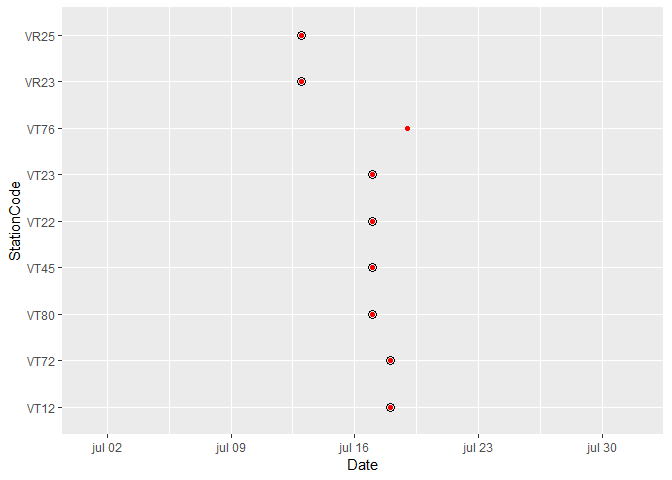 VR25
VR23
VT76
VT23
VT22
VT45
VT80
VT72
VT12
StationCode
jul 02 jul 09 jul 16 jul 23 jul 30
Date